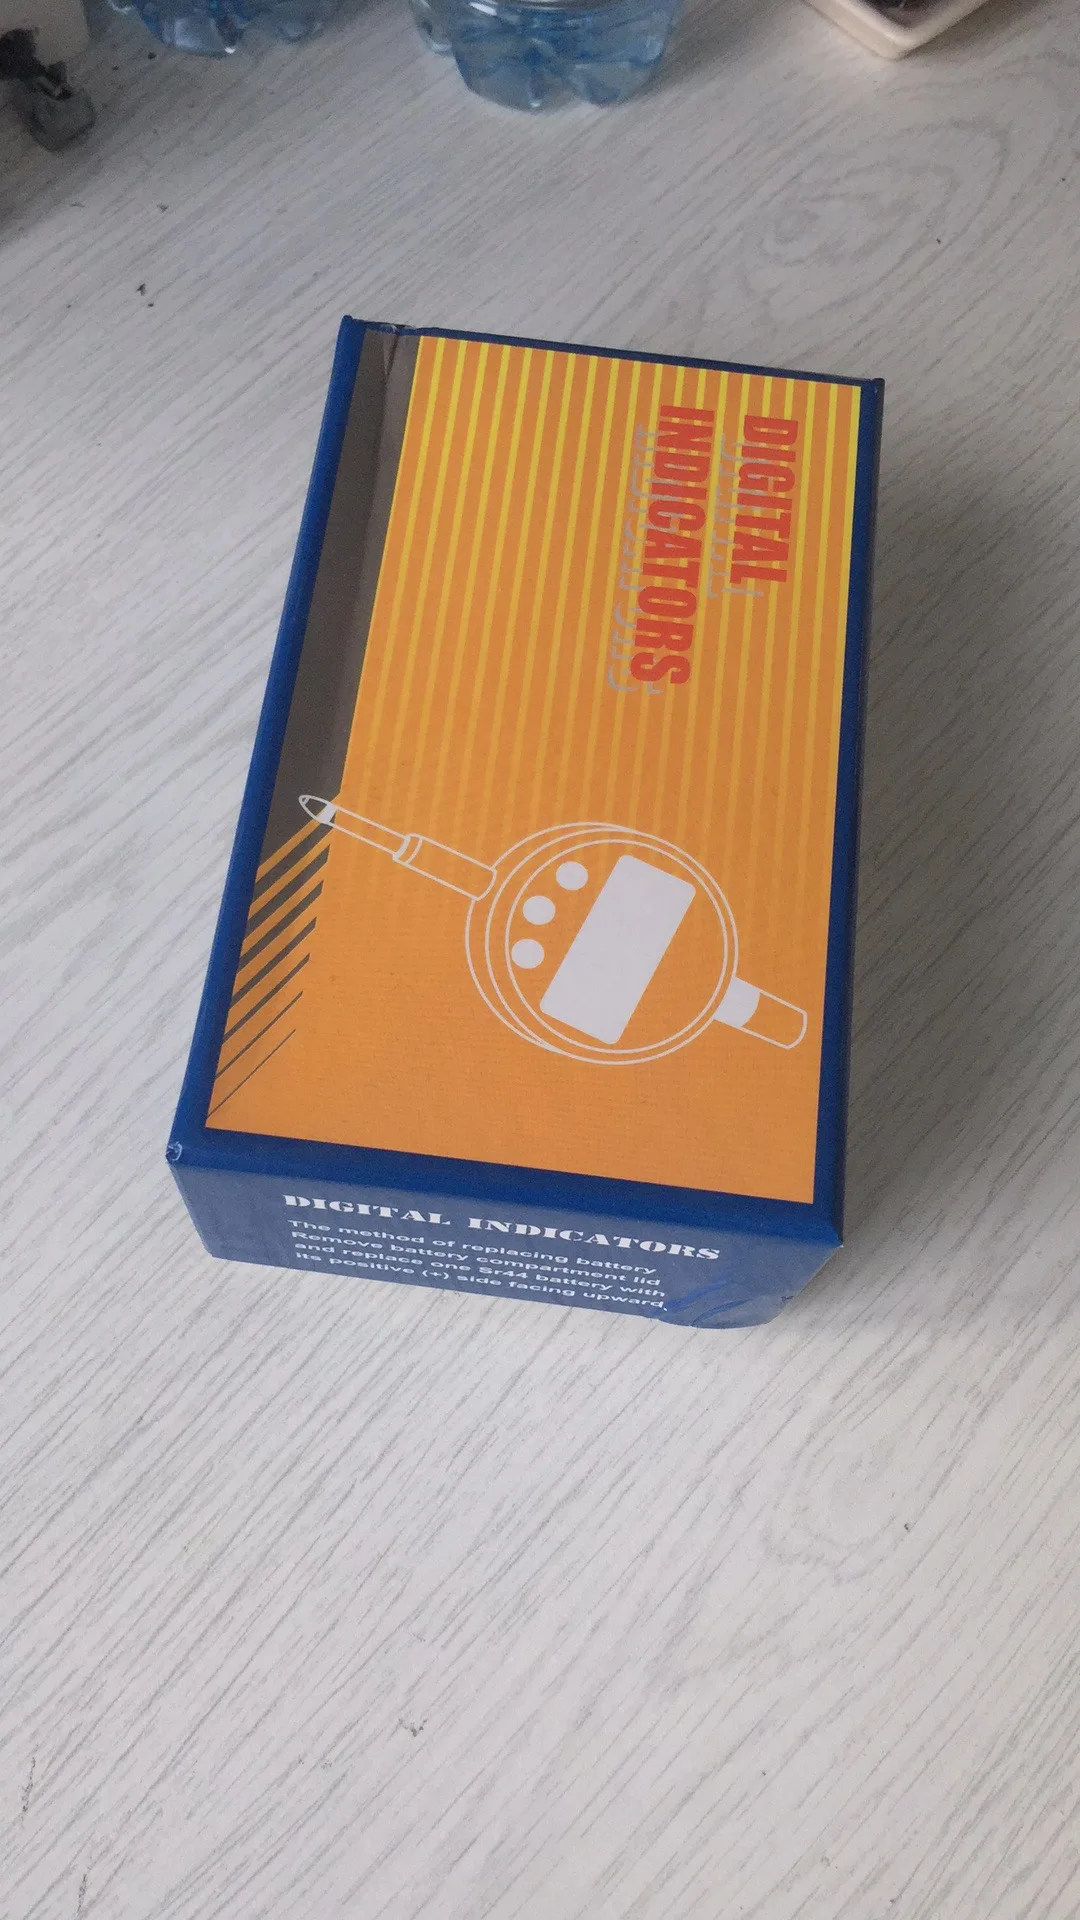 DIGITAL
INDICATORS
DIGITAL INDICATORS
The method of replacing battery
Remove battery compartment lid
and replace one Sr44 battery with
its positive (+) side facing upward.